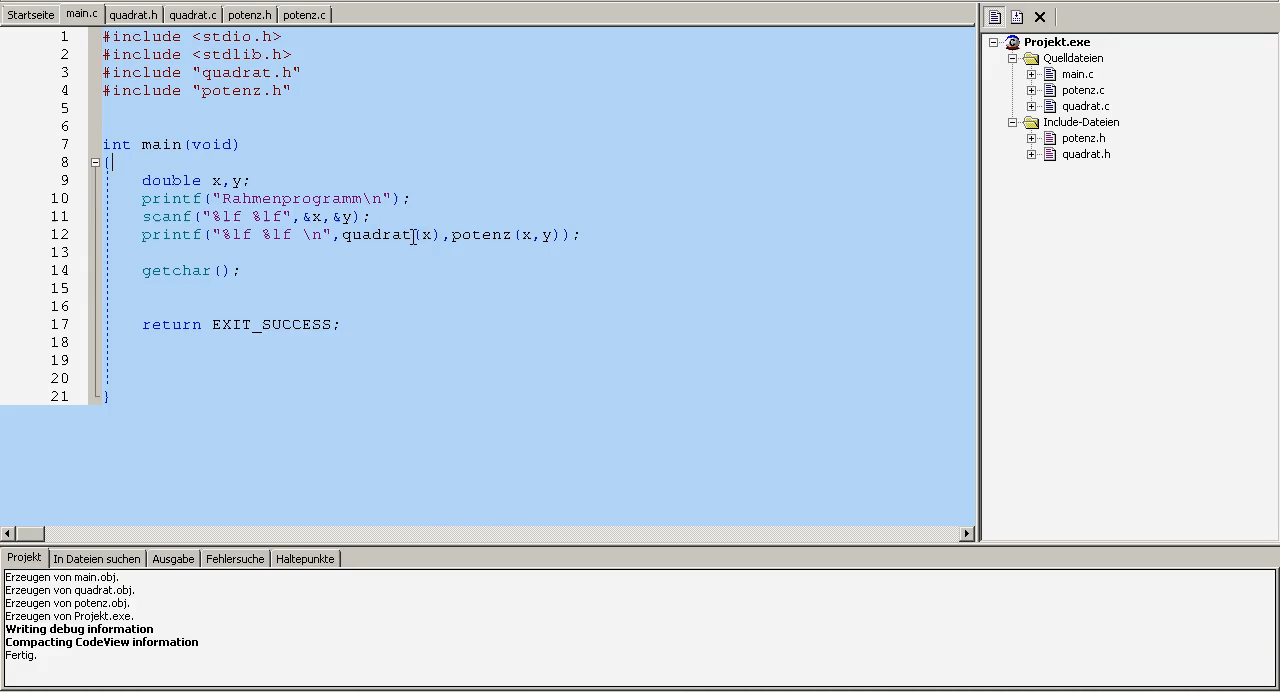 Startseite main.c quadrat.h quadrat.c potenz.h potenz.c
1 #include <stdio.h>
2 #include <stdlib.h>
3 #include "quadrat.h"
4 #include "potenz.h"
5
6
7 int main(void)
8 {
9 double x,y;
10 printf("Rahmenprogramm\n");
11 scanf("%lf %lf",&x,&y);
12 printf("%lf %lf \n",quadrat(x),potenz(x,y));
13
14 getchar();
15
16
17 return EXIT_SUCCESS;
18
19
20
21 }
Projekt.exe
Quelldateien
main.c
potenz.c
quadrat.c
Include-Dateien
potenz.h
quadrat.h
Projekt In Dateien suchen Ausgabe Fehlersuche Haltepunkte
Erzeugen von main.obj.
Erzeugen von quadrat.obj.
Erzeugen von potenz.obj.
Erzeugen von Projekt.exe.
Writing debug information
Compacting CodeView information
Fertig.